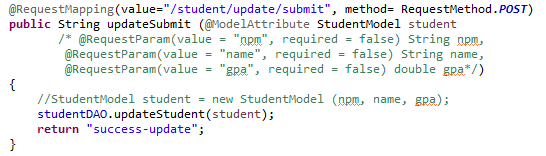 @RequestMapping(value="/student/update/submit", method= RequestMethod.POST)
public String updateSubmit (@ModelAttribute StudentModel student
/* @RequestParam(value = "npm", required = false) String npm,
@RequestParam(value = "name", required = false) String name,
@RequestParam(value = "gpa", required = false) double gpa*/)
{
//StudentModel student = new StudentModel (npm, name, gpa);
studentDAO.updateStudent(student);
return "success-update";
}